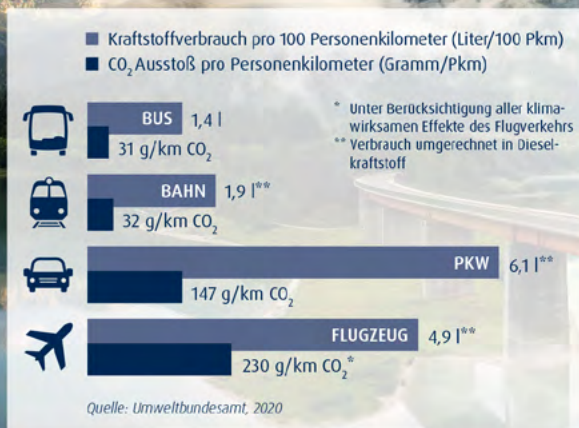 Kraftstoffverbrauch pro 100 Personenkilometer (Liter/100 Pkm)
CO₂ Ausstoß pro Personenkilometer (Gramm/Pkm)
BUS 1,4 l
31 g/km CO₂
* Unter Berücksichtigung aller klima-
wirksamen Effekte des Flugverkehrs
** Verbrauch umgerechnet in Diesel-
kraftstoff
BAHN 1,9 l**
32 g/km CO₂
PKW 6,1 l**
147 g/km CO₂
FLUGZEUG 4,9 l**
230 g/km CO₂*
Quelle: Umweltbundesamt, 2020